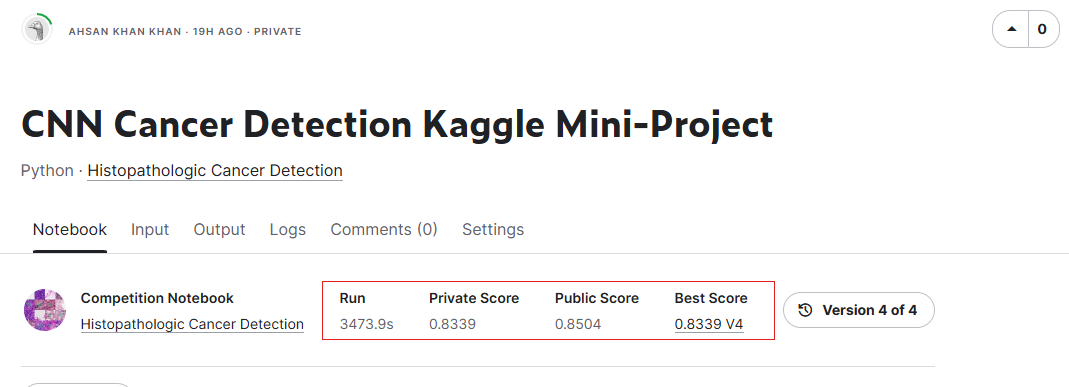 AHSAN KHAN KHAN · 19H AGO · PRIVATE
0
CNN Cancer Detection Kaggle Mini-Project
Python · Histopathologic Cancer Detection
Notebook Input Output Logs Comments (0) Settings
Competition Notebook Run Private Score Public Score Best Score
Histopathologic Cancer Detection 3473.9s 0.8339 0.8504 0.8339 V4
Version 4 of 4